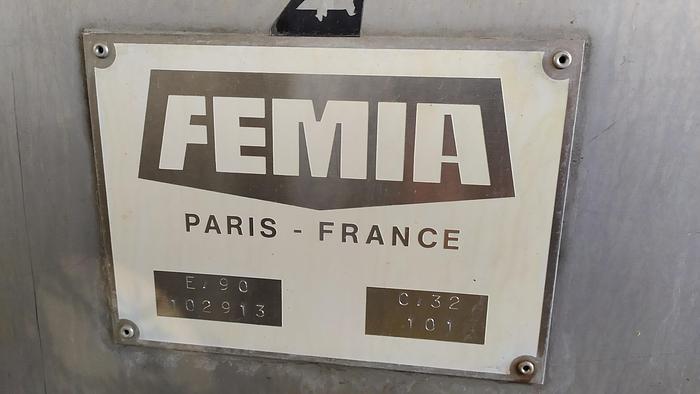 FEMIA
PARIS - FRANCE
E/90
102913
C/32
101